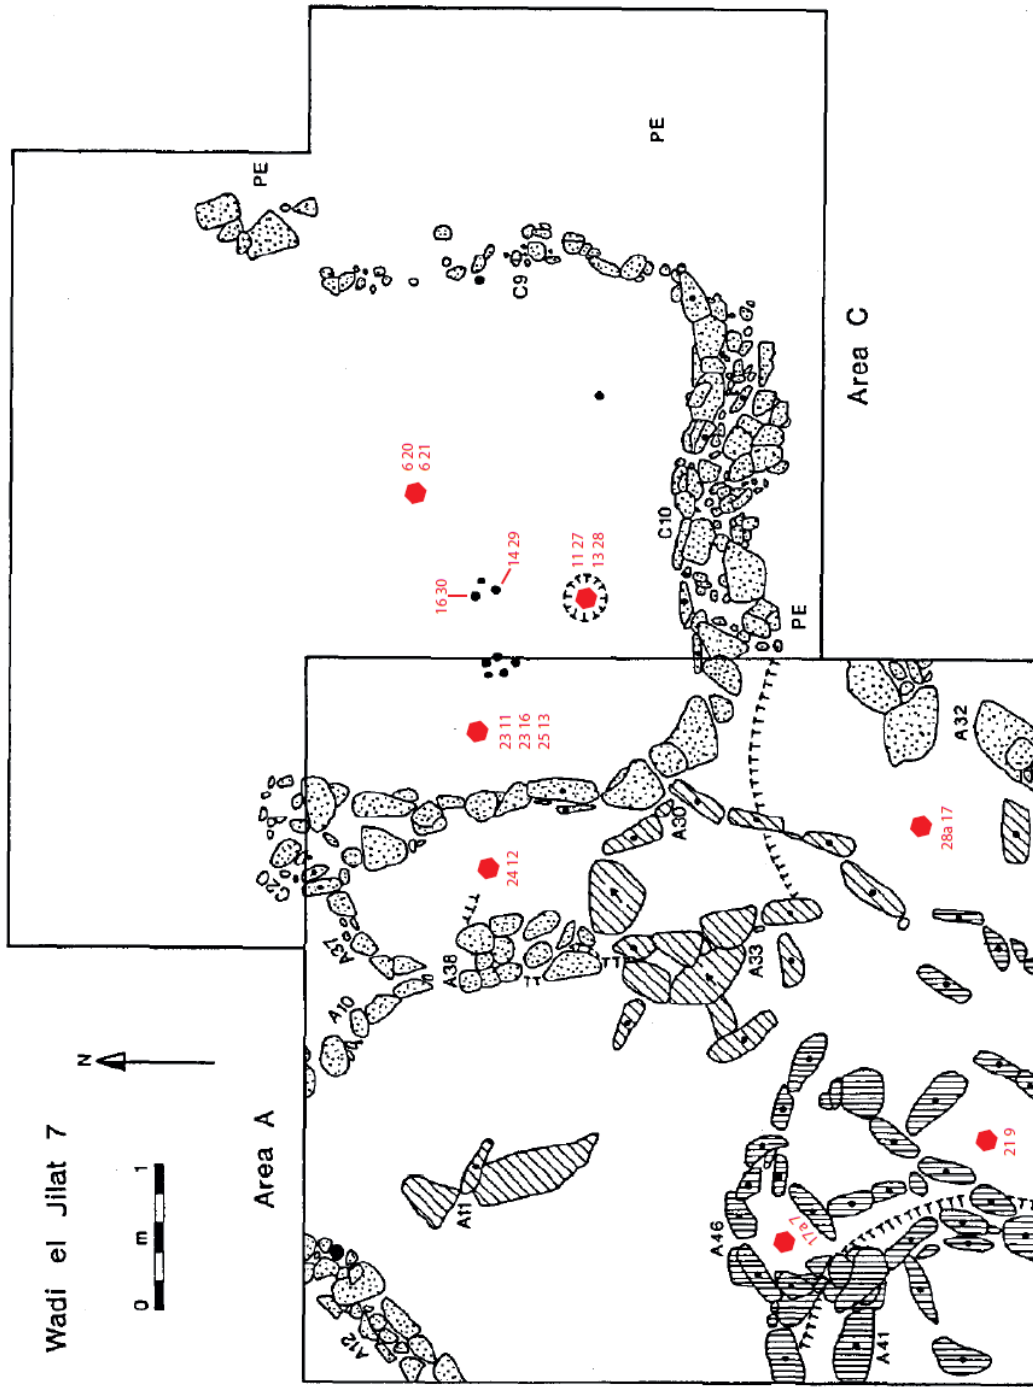 Wadi el Jilat 7
0 m 1
N
Area A
PE
PE
C9
6 20
6 21
16 30
14 29
11 27
13 28
C10
PE
Area C
23 11
23 16
25 13
C20
A37
A10
A38
24 12
A30
A33
A32
28a 17
A11
A12
A46
17a 7
A41
21 9